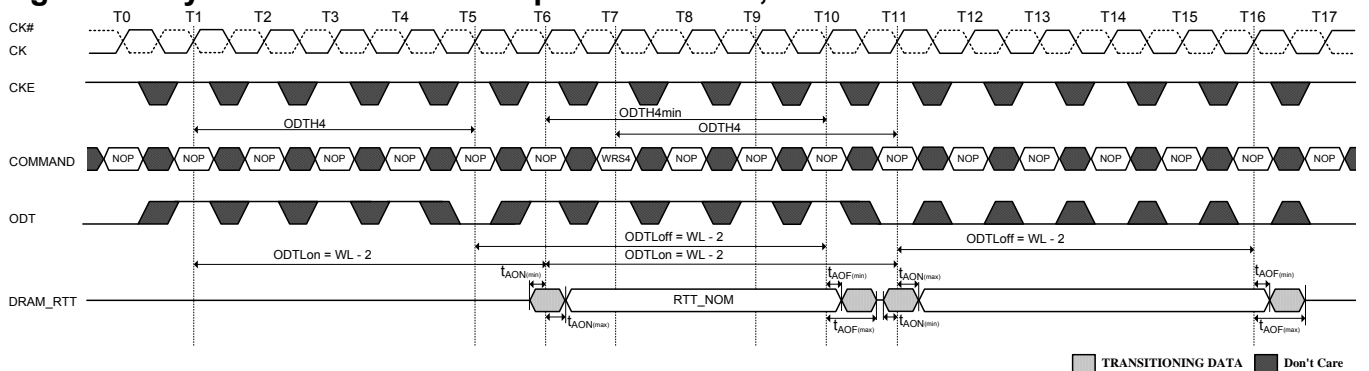 T0 T1 T2 T3 T4 T5 T6 T7 T8 T9 T10 T11 T12 T13 T14 T15 T16 T17
CK#
CK
CKE
ODTH4min
ODTH4
ODTH4
COMMAND NOP NOP NOP NOP NOP NOP NOP WRS4 NOP NOP NOP NOP NOP NOP NOP NOP NOP NOP
ODT
ODTLoff = WL - 2 ODTLoff = WL - 2
ODTLon = WL - 2 ODTLon = WL - 2
tAON(min) tAOF(min) tAON(max) tAOF(min)
DRAM_RTT RTT_NOM
tAON(max) tAOF(max) tAON(min) tAOF(max)
TRANSITIONING DATA Don't Care